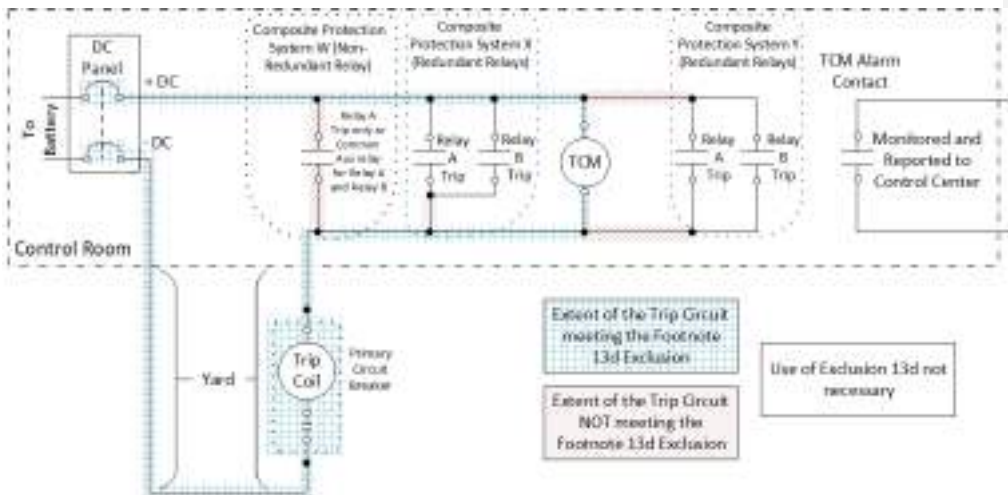 DC
Panel
+ DC
DC
To
Battery
Composite Protection
System W (Non-
Redundant Relay)
Relay A
Trip only or
Common
Aux relay
for Relay A
and Relay B
Composite
Protection System X
(Redundant Relays)
Relay
A
Trip
Relay
B
Trip
TCM
Composite
Protection System Y
(Redundant Relays)
Relay
A
Trip
Relay
B
Trip
TCM Alarm
Contact
Monitored and
Reported to
Control Center
Control Room
Yard
Trip
Coil
Primary
Circuit
Breaker
Extent of the Trip Circuit
meeting the Footnote
13d Exclusion
Extent of the Trip Circuit
NOT meeting the
Footnote 13d Exclusion
Use of Exclusion 13d not
necessary